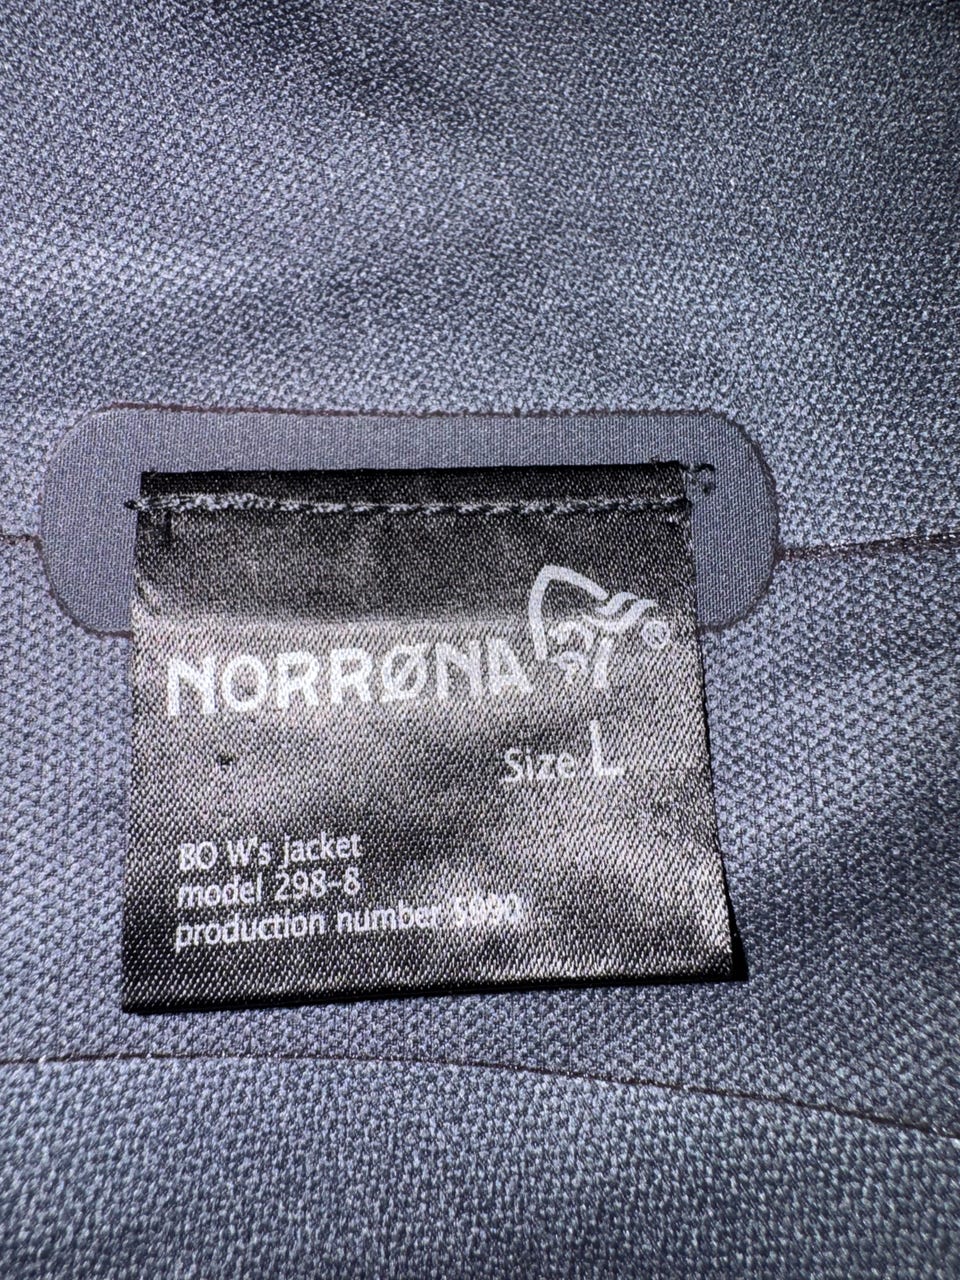 NORRØNA ®
Size L
BO W's jacket
model 298-8
production number